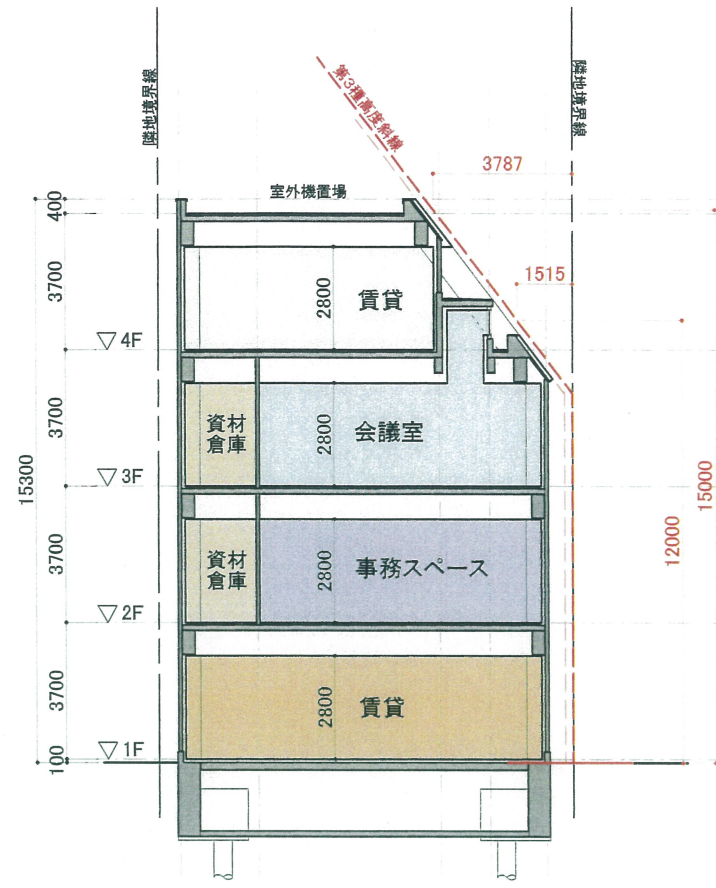 隣地境界線
第3種高度斜線
隣地境界線
3787
室外機置場
400
1515
3700
2800
賃貸
▽4F
3700
資材
倉庫
2800
会議室
▽3F
15300
15000
12000
3700
資材
倉庫
2800
事務スペース
▽2F
3700
2800
賃貸
▽1F
100